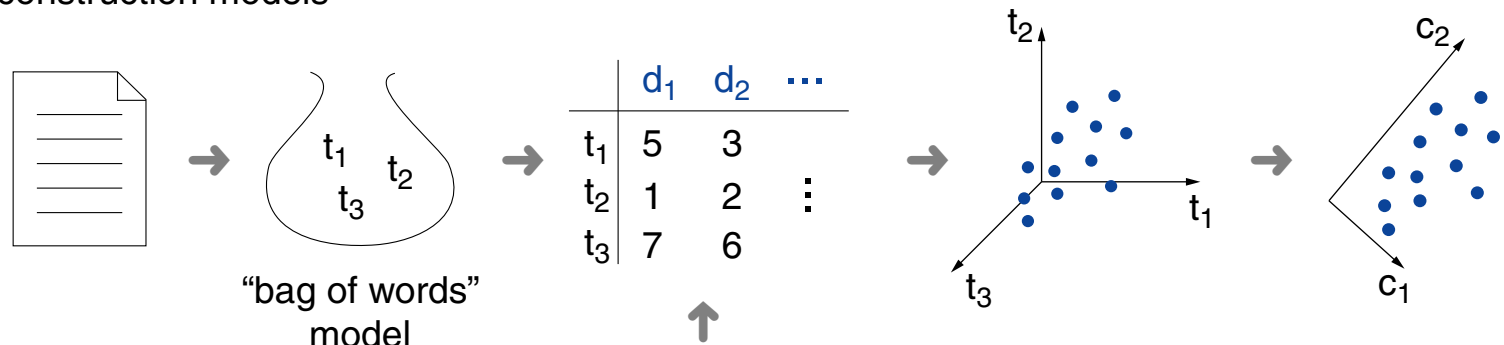 construction models
t1
t2
t3
“bag of words”
model
d1 d2 ...
t1 5 3
t2 1 2 ⋮
t3 7 6
t2
t1
t3
c2
c1